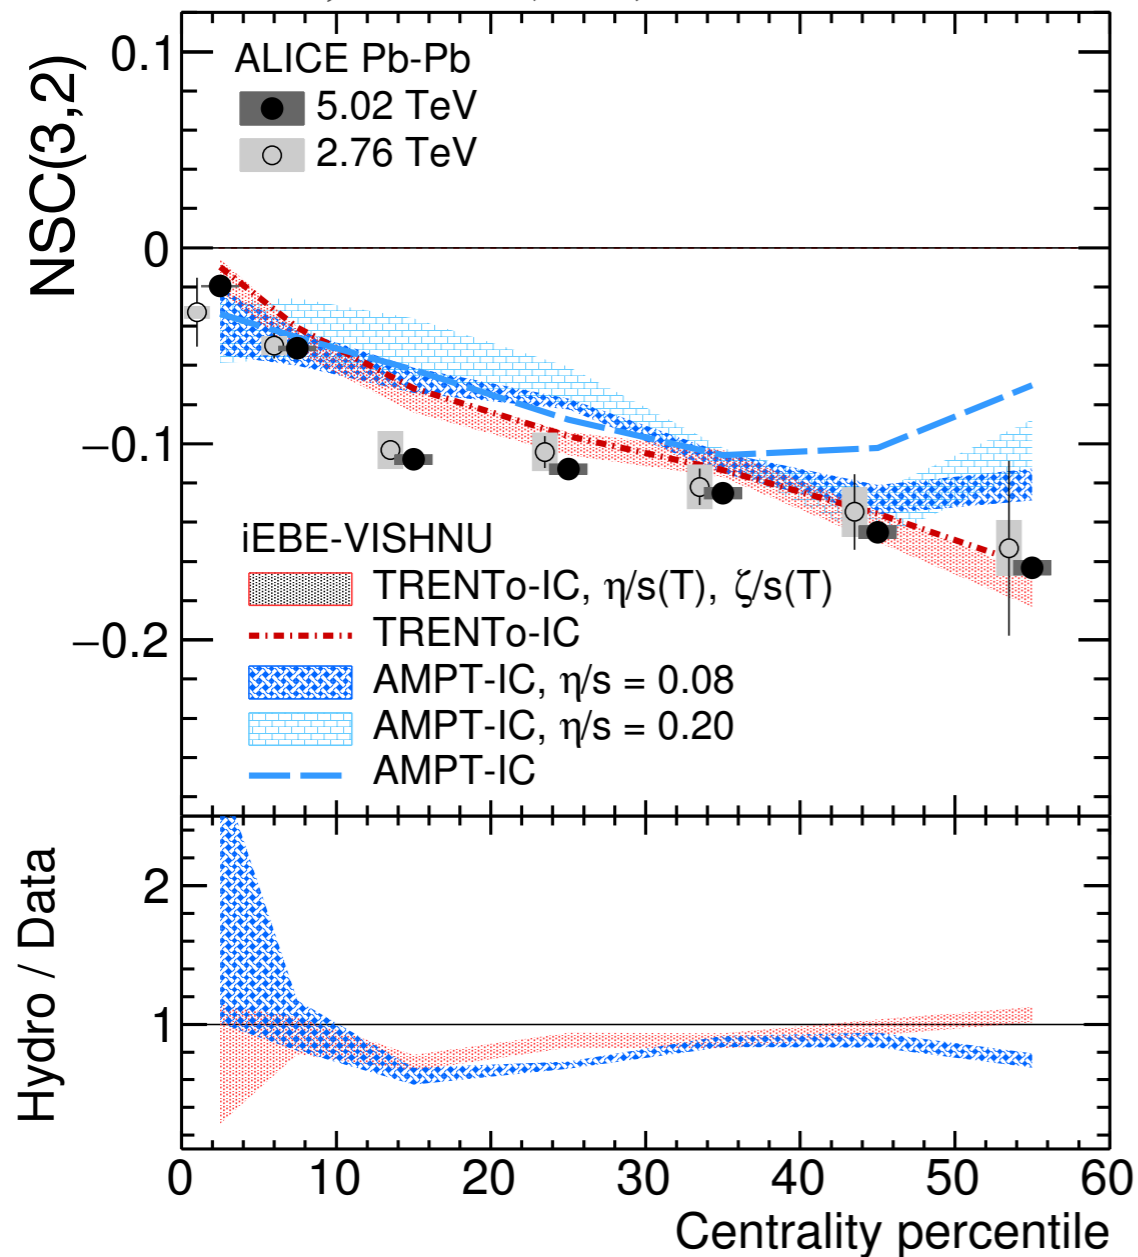 NSC(3,2)
0.1
0
−0.1
−0.2
ALICE Pb-Pb
5.02 TeV
2.76 TeV
iEBE-VISHNU
TRENTo-IC, η/s(T), ζ/s(T)
TRENTo-IC
AMPT-IC, η/s = 0.08
AMPT-IC, η/s = 0.20
AMPT-IC
Hydro / Data
2
1
0 10 20 30 40 50 60
Centrality percentile